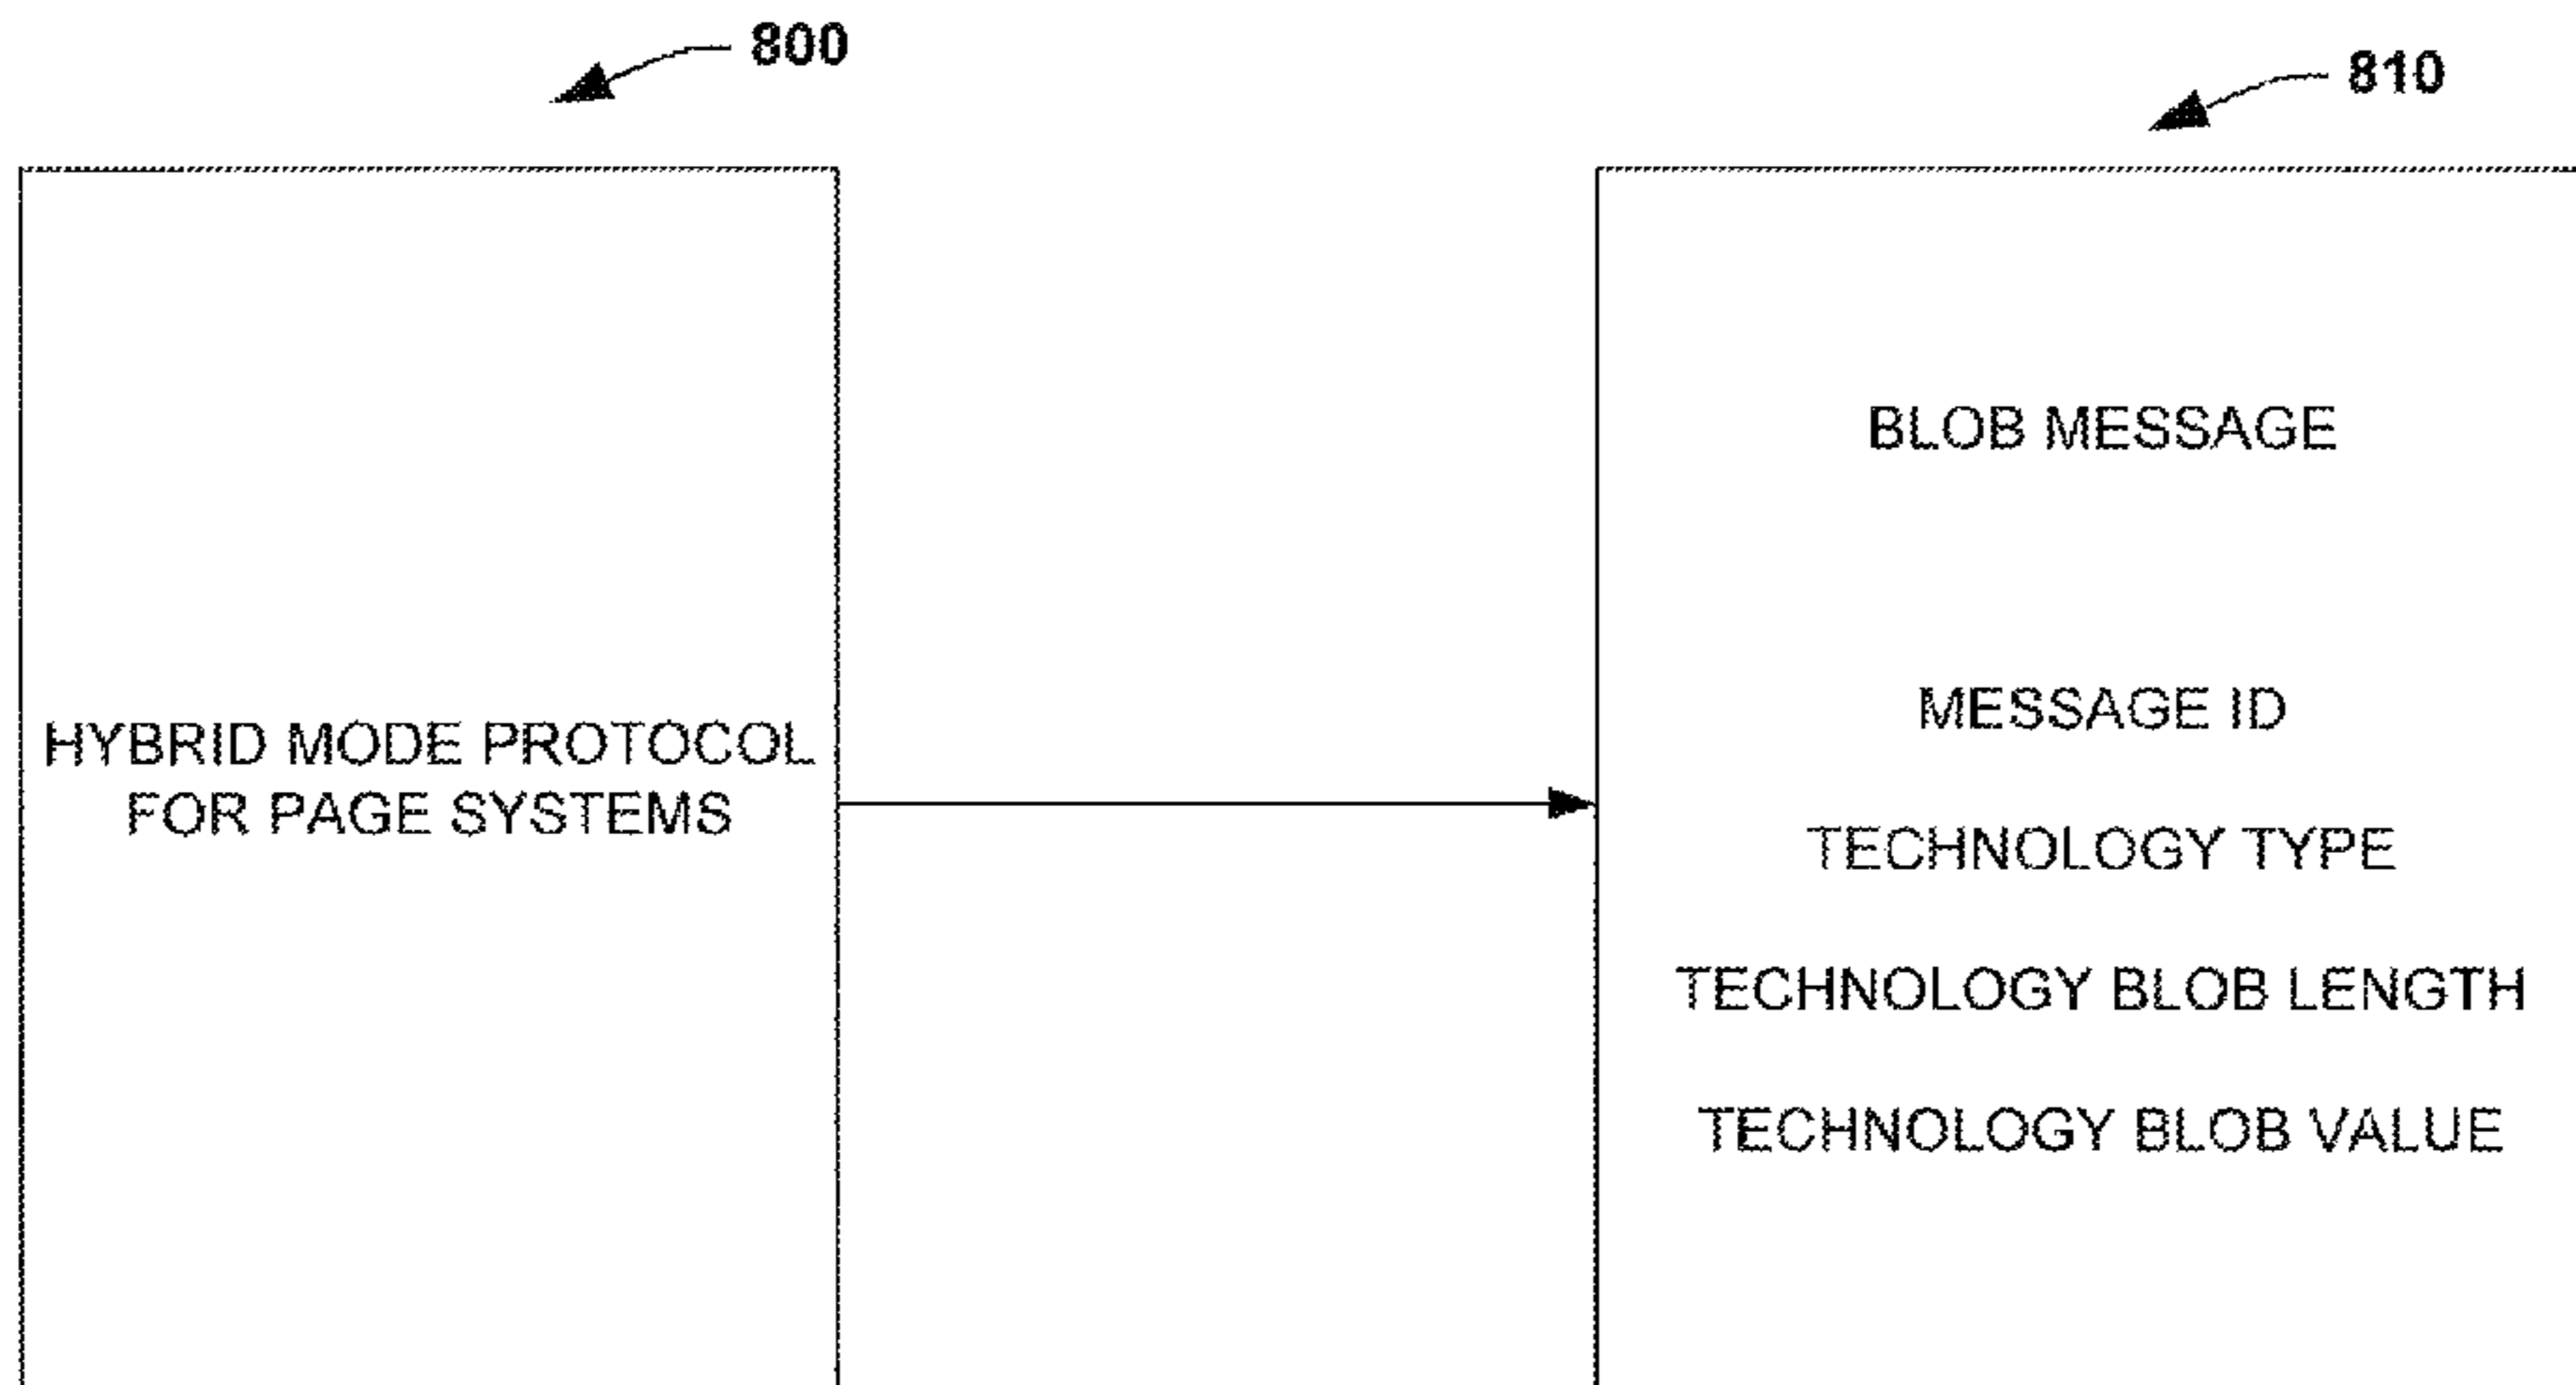 800
810
HYBRID MODE PROTOCOL
FOR PAGE SYSTEMS
BLOB MESSAGE
MESSAGE ID
TECHNOLOGY TYPE
TECHNOLOGY BLOB LENGTH
TECHNOLOGY BLOB VALUE